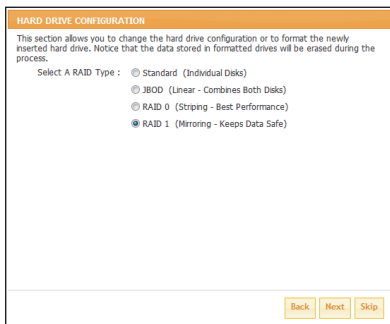 HARD DRIVE CONFIGURATION
This section allows you to change the hard drive configuration or to format the newly
inserted hard drive. Notice that the data stored in formatted drives will be erased during the
process.
Select A RAID Type : Standard (Individual Disks)
JBOD (Linear - Combines Both Disks)
RAID 0 (Striping - Best Performance)
RAID 1 (Mirroring - Keeps Data Safe)
Back Next Skip